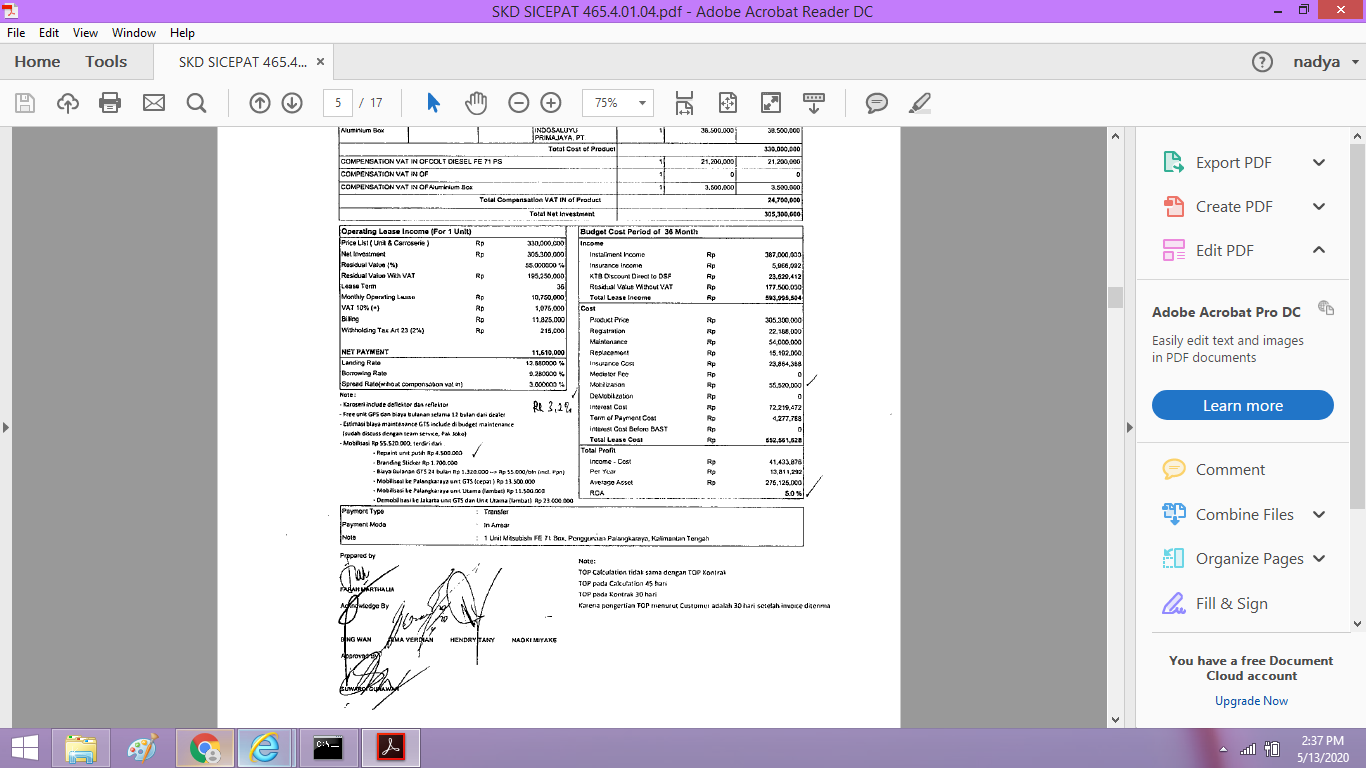 SKD SICEPAT 465.4.01.04.pdf - Adobe Acrobat Reader DC
File Edit View Window Help
Home Tools SKD SICEPAT 465.4... × nadya
5 / 17 75%
Aluminium Box INDOSALUYU PRIMAJAYA, PT. 1 38,500,000 38,500,000
Total Cost of Product 330,000,000
COMPENSATION VAT IN OFCOLT DIESEL FE 71 PS 1 21,200,000 21,200,000
COMPENSATION VAT IN OF 1 0 0
COMPENSATION VAT IN OFAluminium Box 1 3,500,000 3,500,000
Total Compensation VAT IN of Product 24,700,000
Total Net Investment 305,300,000
Operating Lease Income (For 1 Unit)
Price List ( Unit & Carroserie ) Rp 330,000,000
Net Investment Rp 305,300,000
Residual Value (%) 55.000000 %
Residual Value With VAT Rp 195,250,000
Lease Term 36
Monthly Operating Lease Rp 10,750,000
VAT 10% (+) Rp 1,075,000
Billing Rp 11,825,000
Withholding Tax Art 23 (2%) Rp 215,000
NET PAYMENT 11,610,000
Landing Rate 12.880000 %
Borrowing Rate 9.280000 %
Spread Rate(without compensation vat in) 3.600000 %
Note :
- Karoseri include deflektor dan reflektor
- Free unit GPS dan biaya bulanan selama 12 bulan dari dealer
- Estimasi biaya maintenance GTS include di budget maintenance
(sudah discuss dengan team service, Pak Joko)
- Mobilisasi Rp 55.520.000, terdiri dari :
- Repaint unit putih Rp 4.500.000
- Branding Sticker Rp 1.700.000
- Biaya Bulanan GTS 24 bulan Rp 1.320.000 --> Rp 55.000/bln (incl. Ppn)
- Mobilisasi ke Palangkaraya unit GTS (cepat ) Rp 13.500.000
- Mobilisasi ke Palangkaraya unit Utama (lambat) Rp 11.500.000
- Demobilisasi ke Jakarta unit GTS dan Unit Utama (lambat) Rp 23.000.000
3,2%
Budget Cost Period of 36 Month
Income
Installment Income Rp 387,000,000
Insurance Income Rp 5,966,092
KTB Discount Direct to DSF Rp 23,529,412
Residual Value Without VAT Rp 177,500,000
Total Lease Income Rp 593,995,504
Cost
Product Price Rp 305,300,000
Registration Rp 22,188,000
Maintenance Rp 54,000,000
Replacement Rp 15,192,000
Insurance Cost Rp 23,864,368
Mediator Fee Rp 0
Mobilization Rp 55,520,000
DeMobilization Rp 0
Interest Cost Rp 72,219,472
Term of Payment Cost Rp 4,277,788
Interest Cost Before BAST Rp 0
Total Lease Cost Rp 552,561,628
Total Profit
Income - Cost Rp 41,433,876
Per Year Rp 13,811,292
Average Asset Rp 275,125,000
ROA 5.0 %
Payment Type : Transfer
Payment Mode : In Arrear
Note : 1 Unit Mitsubishi FE 71 Box, Penggunaan Palangkaraya, Kalimantan Tengah
Prepared by
FARAH MARTHALIA
Acknowledge By
BING WAN HENDRY TANY NAOKI MIYAKE
Approved By
SUWARDI GUNAWAN
Note:
TOP Calculation tidak sama dengan TOP Kontrak
TOP pada Calculation 45 hari
TOP pada Kontrak 30 hari
Karena pengertian TOP menurut Customer adalah 30 hari setelah invoice diterima
Export PDF
Create PDF
Edit PDF
Adobe Acrobat Pro DC
Easily edit text and images
in PDF documents
Learn more
Comment
Combine Files
Organize Pages
Fill & Sign
You have a free Document
Cloud account
Upgrade Now
2:37 PM
5/13/2020